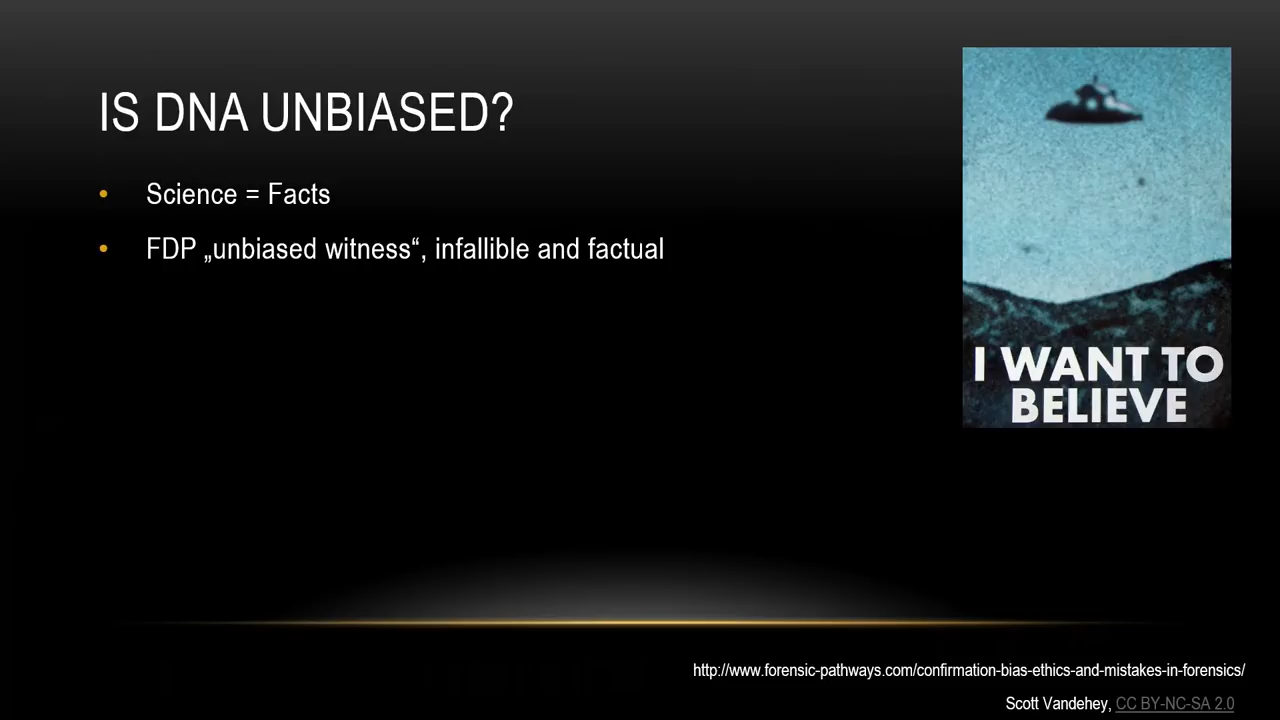 IS DNA UNBIASED?
• Science = Facts
• FDP „unbiased witness“, infallible and factual
I WANT TO
BELIEVE
http://www.forensic-pathways.com/confirmation-bias-ethics-and-mistakes-in-forensics/
Scott Vandehey, CC BY-NC-SA 2.0